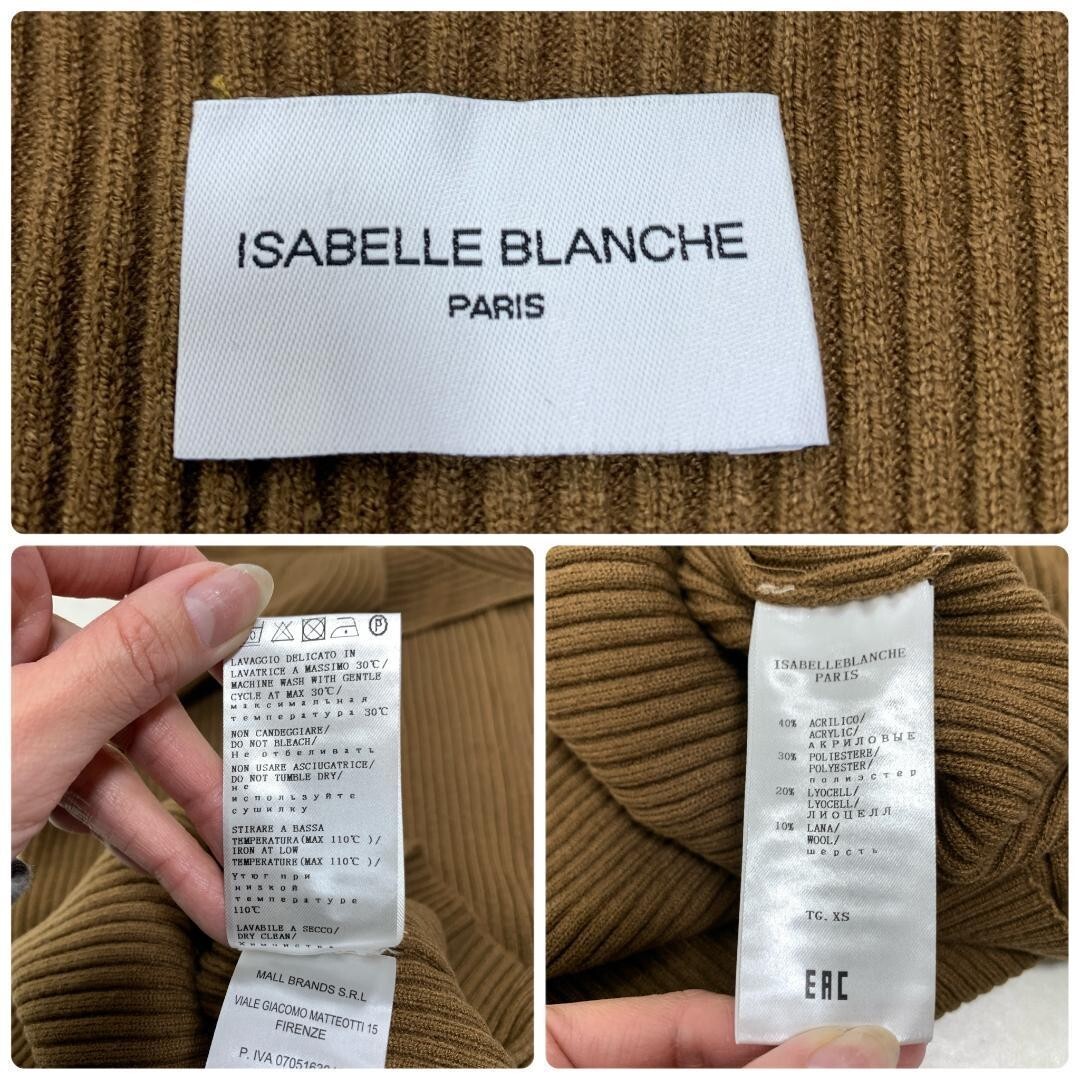 ISABELLE BLANCHE
PARIS
LAVAGGIO DELICATO IN
LAVATRICE A MASSIMO 30℃/
MACHINE WASH WITH GENTLE
CYCLE AT MAX 30℃/
максимальная
температура 30℃
NON CANDEGGIARE/
DO NOT BLEACH/
Не отбеливать
NON USARE ASCIUGATRICE/
DO NOT TUMBLE DRY/
не
используйте
сушилку
STIRARE A BASSA
TEMPERATURA(MAX 110℃ )/
IRON AT LOW
TEMPERATURE(MAX 110℃ )/
Утюг при
низкой
температуре
110℃
LAVABILE A SECCO/
DRY CLEAN/
Химчистка
MALL BRANDS S.R.L
VIALE GIACOMO MATTEOTTI 15
FIRENZE
P. IVA
ISABELLEBLANCHE
PARIS
40% ACRILICO/
ACRYLIC/
АКРИЛОВЫЕ
30% POLIESTERE/
POLYESTER/
полиэстер
20% LYOCELL/
LYOCELL/
ЛИОЦЕЛЛ
10% LANA/
WOOL/
шерсть
TG. XS
EAC